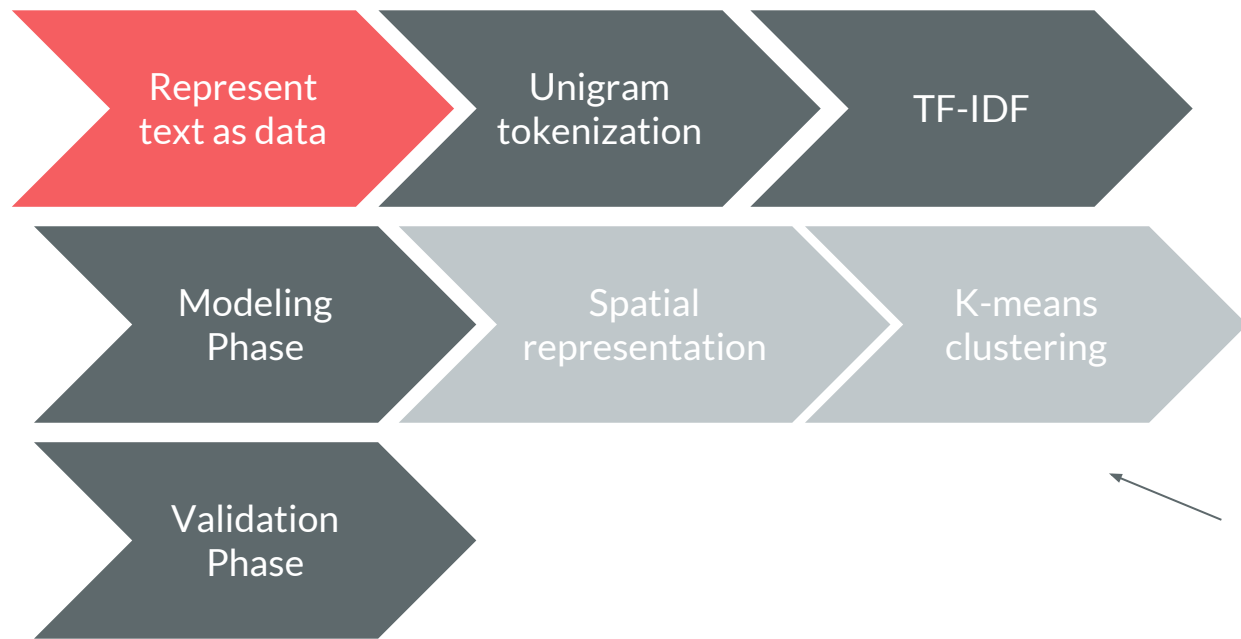 Represent
text as data
Unigram
tokenization
TF-IDF
Modeling
Phase
Spatial
representation
K-means
clustering
Validation
Phase